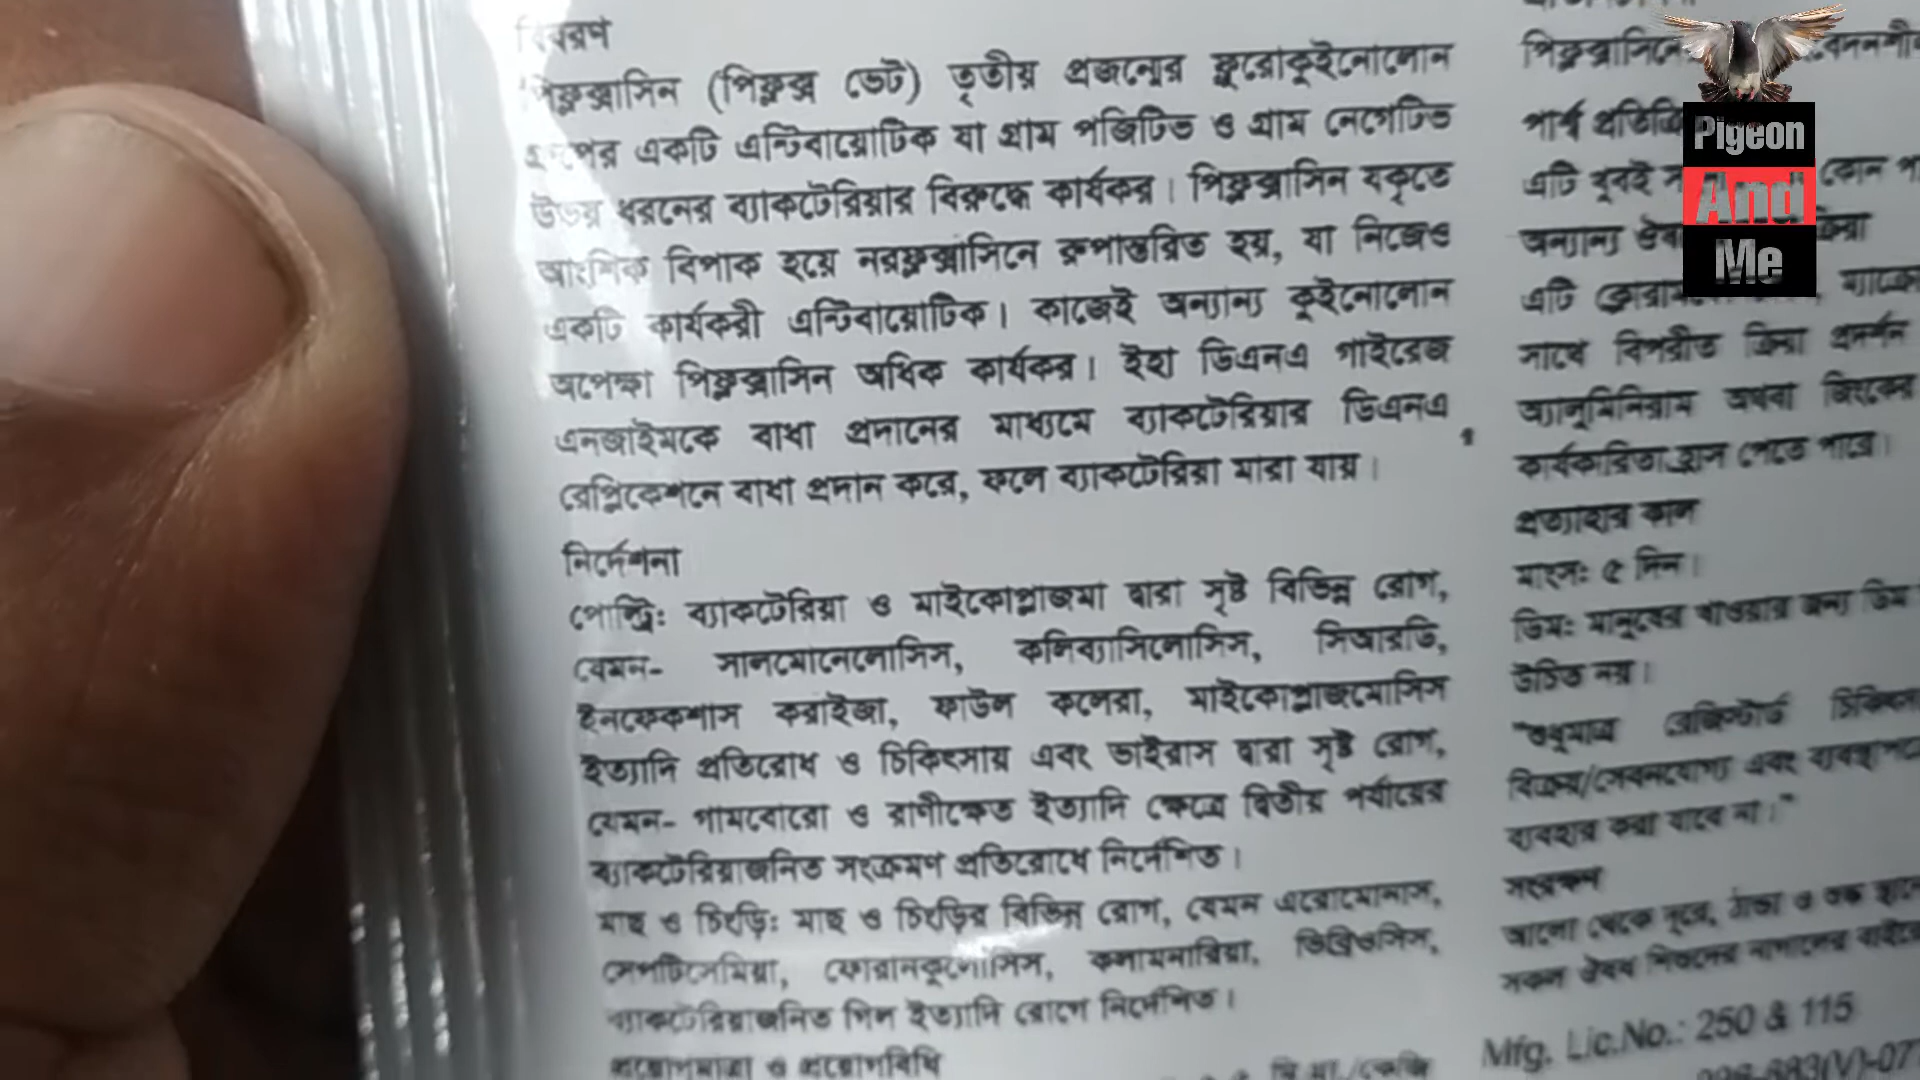 বিবরণ
পিফ্লক্সাসিন (পিফ্লক্স ভেট) তৃতীয় প্রজন্মের ফ্লুরোকুইনোলোন
গ্রুপের একটি এন্টিবায়োটিক যা গ্রাম পজিটিভ ও গ্রাম নেগেটিভ
উভয় ধরনের ব্যাকটেরিয়ার বিরুদ্ধে কার্যকর। পিফ্লক্সাসিন যকৃতে
আংশিক বিপাক হয়ে নরফ্লক্সাসিনে রুপান্তরিত হয়, যা নিজেও
একটি কার্যকরী এন্টিবায়োটিক। কাজেই অন্যান্য কুইনোলোন
অপেক্ষা পিফ্লক্সাসিন অধিক কার্যকর। ইহা ডিএনএ গাইরেজ
এনজাইমকে বাধা প্রদানের মাধ্যমে ব্যাকটেরিয়ার ডিএনএ
রেপ্লিকেশনে বাধা প্রদান করে, ফলে ব্যাকটেরিয়া মারা যায়।
নির্দেশনা
পোল্ট্রি: ব্যাকটেরিয়া ও মাইকোপ্লাজমা দ্বারা সৃষ্ট বিভিন্ন রোগ,
যেমন- সালমোনেলোসিস, কলিব্যাসিলোসিস, সিআরডি,
ইনফেকশাস করাইজা, ফাউল কলেরা, মাইকোপ্লাজমোসিস
ইত্যাদি প্রতিরোধ ও চিকিৎসায় এবং ভাইরাস দ্বারা সৃষ্ট রোগ,
যেমন- গামবোরো ও রাণীক্ষেত ইত্যাদি ক্ষেত্রে দ্বিতীয় পর্যায়ের
ব্যাকটেরিয়াজনিত সংক্রমণ প্রতিরোধে নির্দেশিত।
মাছ ও চিংড়ি: মাছ ও চিংড়ির বিভিন্ন রোগ, যেমন এরোমোনাস,
সেপটিসেমিয়া, ফোরানকুলোসিস, কলামনারিয়া, ভিব্রিওসিস,
ব্যাকটেরিয়াজনিত গিল ইত্যাদি রোগে নির্দেশিত।
প্রয়োগমাত্রা ও প্রয়োগবিধি
পার্শ্ব
এটি খুবই
অন্যান্য
এটি
সাথে বিপরীত ক্রিয়া প্রদর্শন
অ্যালুমিনিয়াম অথবা জিংকের
কার্যকারিতা হ্রাস পেতে পারে।
প্রত্যাহার কাল
মাংস: ৫ দিন।
ডিম: মানুষের খাওয়ার জন্য ডিম
উচিত নয়।
"শুধুমাত্র রেজিস্টার্ড
বিক্রয়/সেবনযোগ্য এবং
ব্যবহার করা যাবে না।"
সংরক্ষণ
আলো থেকে দূরে, ঠান্ডা ও শুষ্ক
সকল ঔষধ শিশুদের নাগালের বাইরে
Mfg. Lic.No.: 250 & 115
Pigeon
And
Me